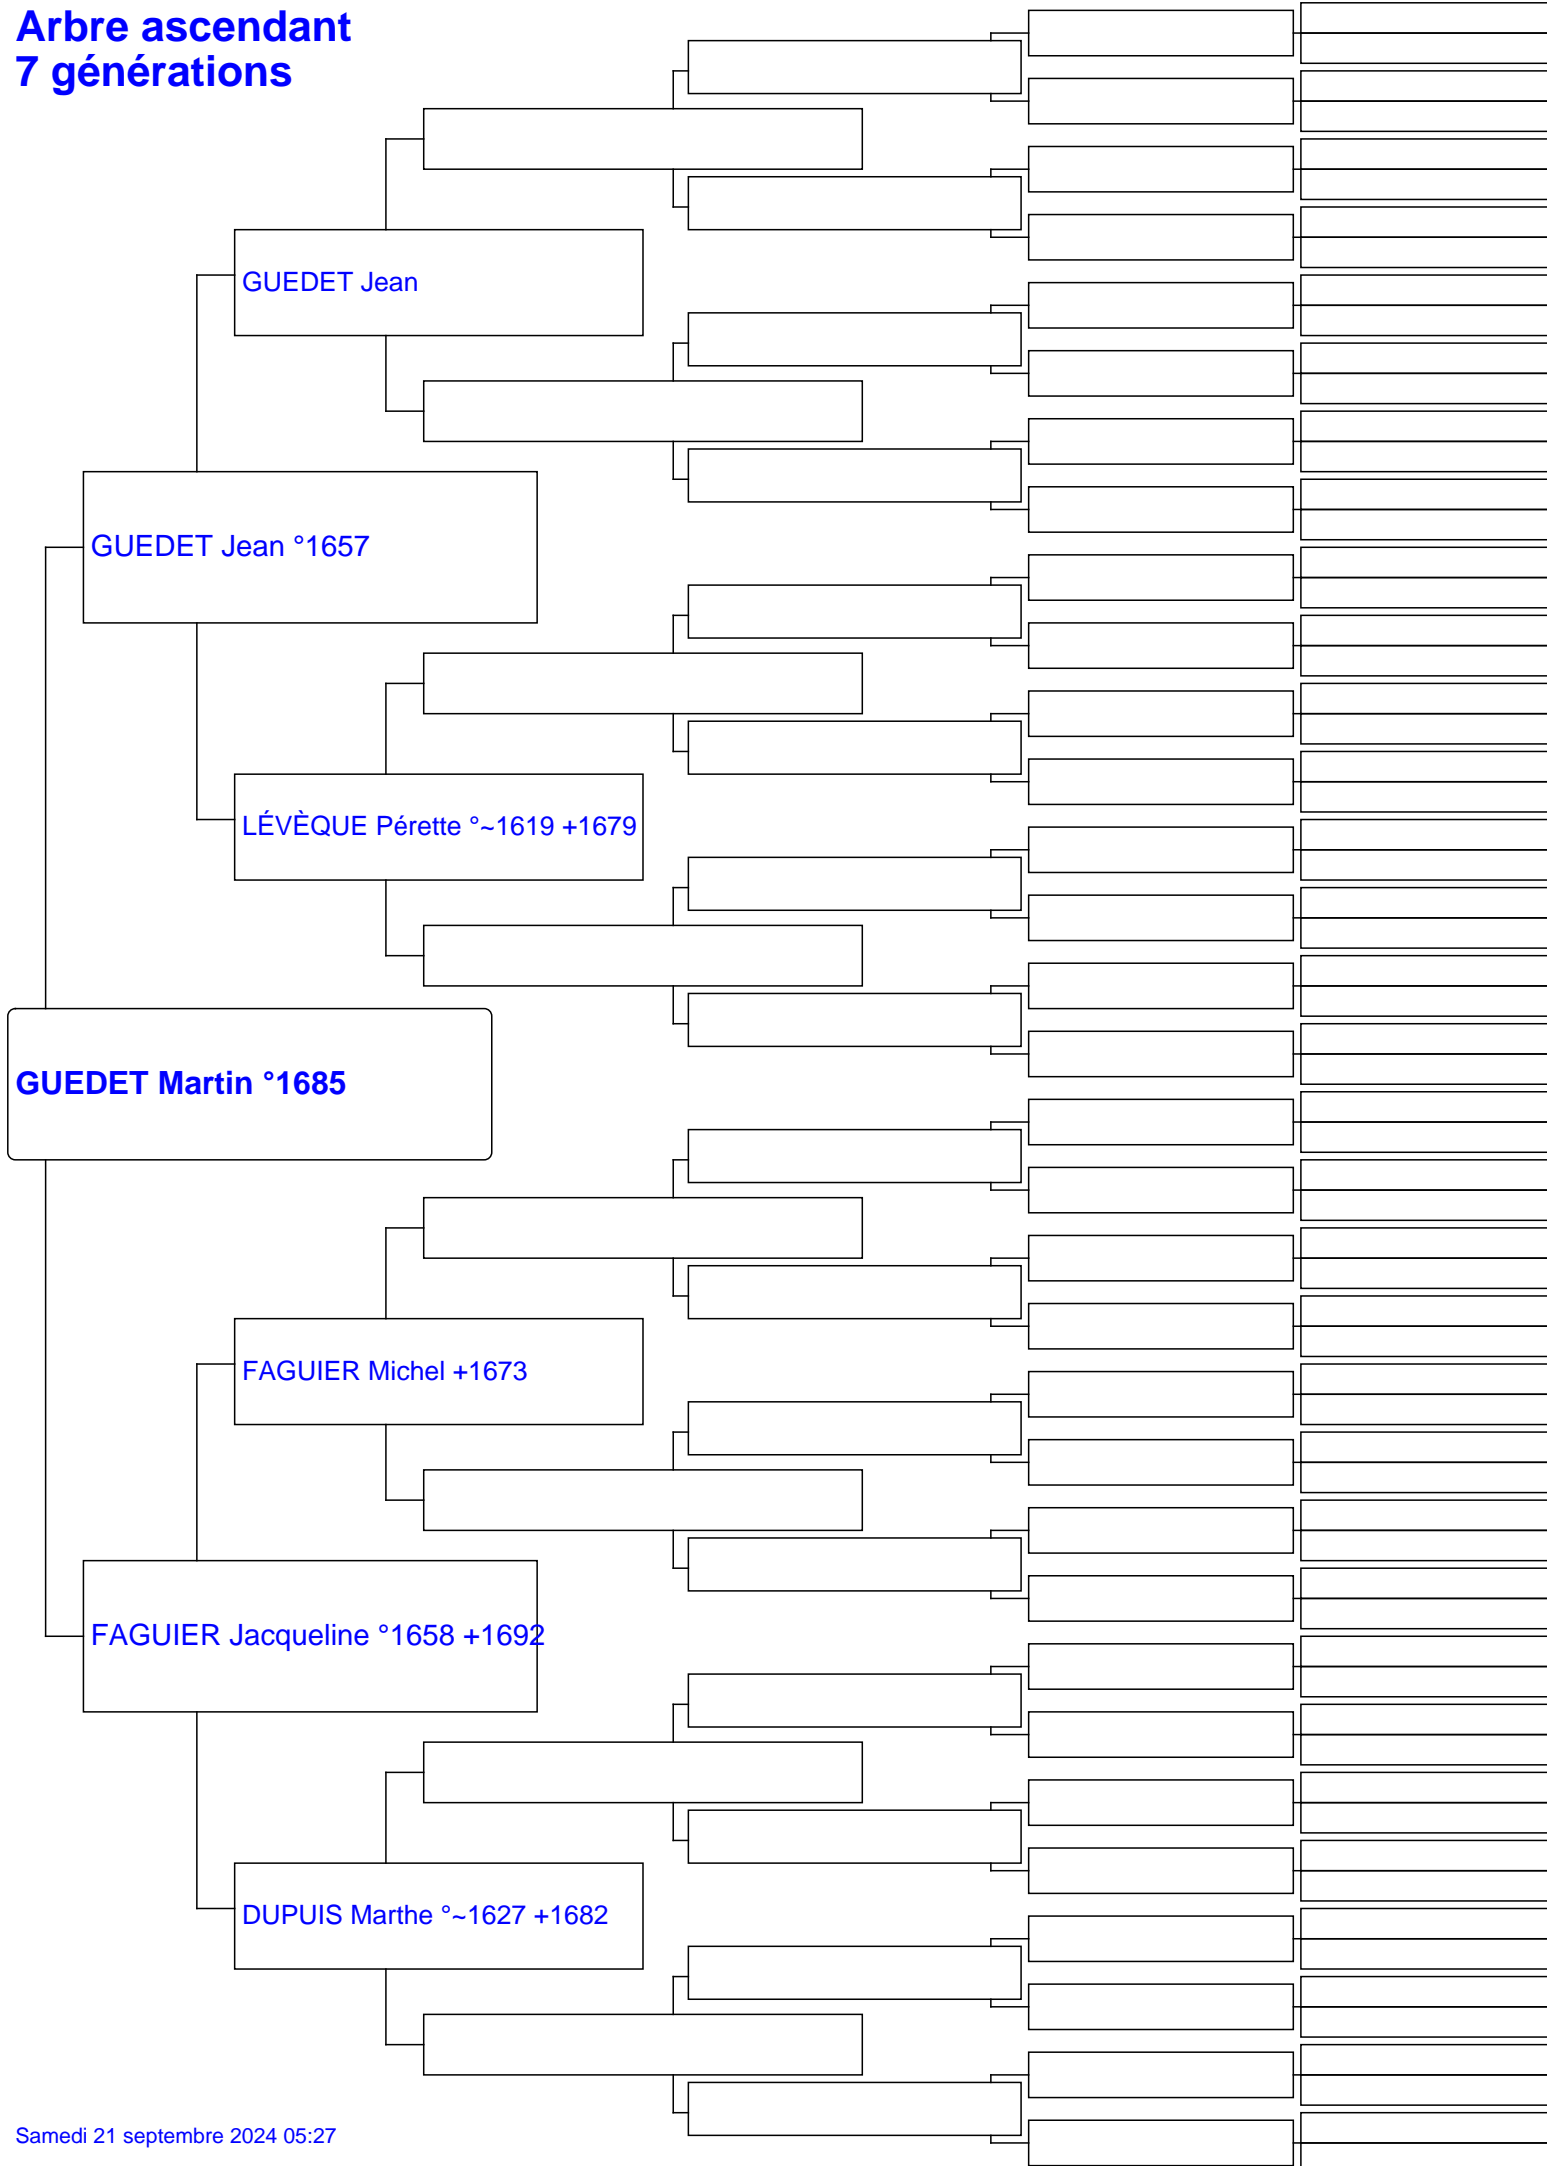 Arbre ascendant
7 générations
GUEDET Jean
GUEDET Jean °1657
LÉVÈQUE Pérette °~1619 +1679
GUEDET Martin °1685
FAGUIER Michel +1673
FAGUIER Jacqueline °1658 +1692
DUPUIS Marthe °~1627 +1682
Samedi 21 septembre 2024 05:27